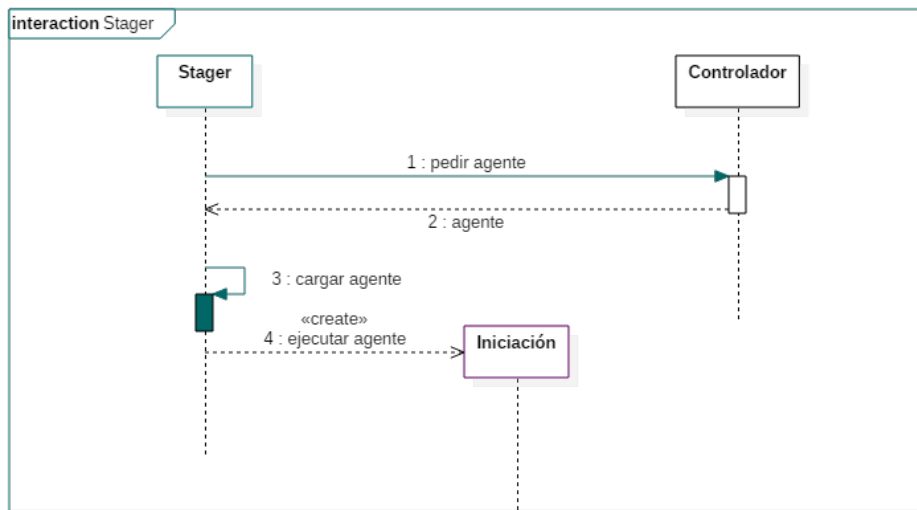 interaction Stager
Stager
Controlador
1 : pedir agente
2 : agente
3 : cargar agente
«create»
4 : ejecutar agente
Iniciación